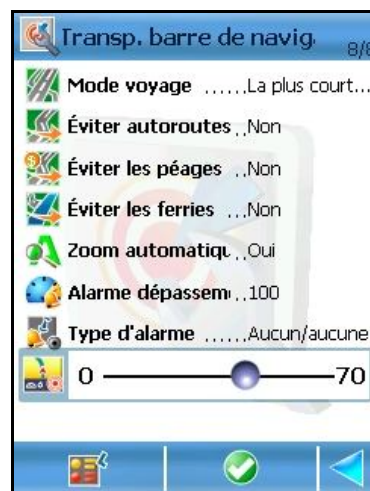 Transp. barre de navig. 8/8
Mode voyage ......La plus court...
Éviter autoroutes..Non
Éviter les péages ..Non
Éviter les ferries ...Non
Zoom automatiqu..Oui
Alarme dépassem..100
Type d'alarme ......Aucun/aucune
0 70